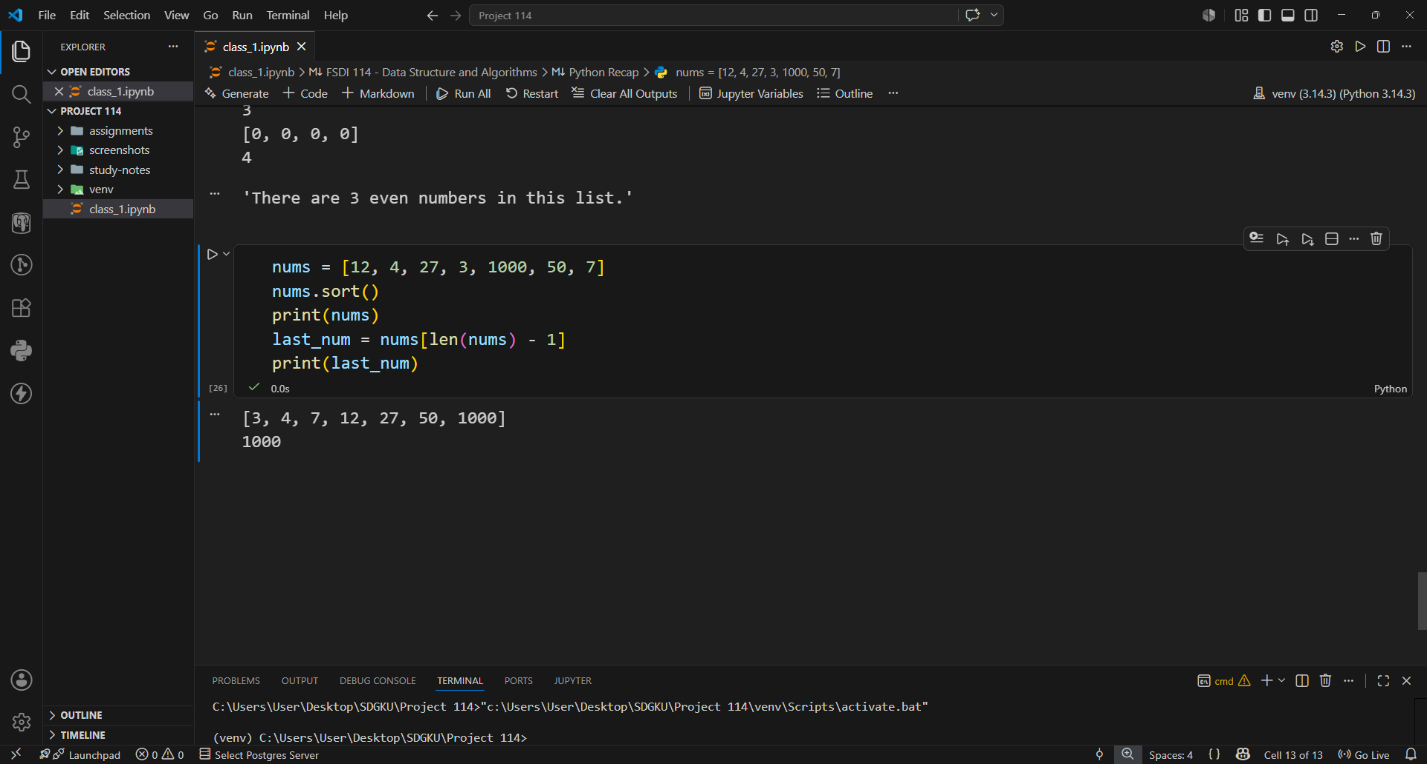 File Edit Selection View Go Run Terminal Help
Project 114
EXPLORER
OPEN EDITORS
class_1.ipynb
PROJECT 114
assignments
screenshots
study-notes
venv
class_1.ipynb
OUTLINE
TIMELINE
class_1.ipynb
class_1.ipynb > M↓ FSDI 114 - Data Structure and Algorithms > M↓ Python Recap > nums = [12, 4, 27, 3, 1000, 50, 7]
Generate + Code + Markdown Run All Restart Clear All Outputs Jupyter Variables Outline ... venv (3.14.3) (Python 3.14.3)
3
[0, 0, 0, 0]
4
... 'There are 3 even numbers in this list.'
nums = [12, 4, 27, 3, 1000, 50, 7]
nums.sort()
print(nums)
last_num = nums[len(nums) - 1]
print(last_num)
[26] 0.0s Python
... [3, 4, 7, 12, 27, 50, 1000]
1000
PROBLEMS OUTPUT DEBUG CONSOLE TERMINAL PORTS JUPYTER cmd
C:\Users\User\Desktop\SDGKU\Project 114>"c:\Users\User\Desktop\SDGKU\Project 114\venv\Scripts\activate.bat"
(venv) C:\Users\User\Desktop\SDGKU\Project 114>
Launchpad 0 0 Select Postgres Server Spaces: 4 {} Cell 13 of 13 Go Live